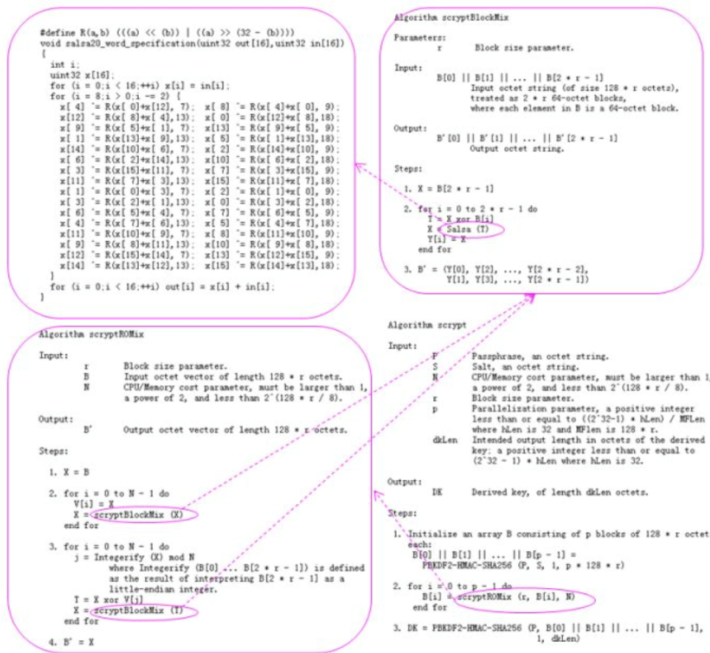 #define R(a,b) (((a) << (b)) | ((a) >> (32 - (b))))
void salsa20_word_specification(uint32 out[16],uint32 in[16])
{
int i;
uint32 x[16];
for (i = 0;i < 16;++i) x[i] = in[i];
for (i = 8;i > 0;i -= 2) {
x[ 4] ^= R(x[ 0]+x[12], 7); x[ 8] ^= R(x[ 4]+x[ 0], 9);
x[12] ^= R(x[ 8]+x[ 4],13); x[ 0] ^= R(x[12]+x[ 8],18);
x[ 9] ^= R(x[ 5]+x[ 1], 7); x[13] ^= R(x[ 9]+x[ 5], 9);
x[ 1] ^= R(x[13]+x[ 9],13); x[ 5] ^= R(x[ 1]+x[13],18);
x[14] ^= R(x[10]+x[ 6], 7); x[ 2] ^= R(x[14]+x[10], 9);
x[ 6] ^= R(x[ 2]+x[14],13); x[10] ^= R(x[ 6]+x[ 2],18);
x[ 3] ^= R(x[15]+x[11], 7); x[ 7] ^= R(x[ 3]+x[15], 9);
x[11] ^= R(x[ 7]+x[ 3],13); x[15] ^= R(x[11]+x[ 7],18);
x[ 1] ^= R(x[ 0]+x[ 3], 7); x[ 2] ^= R(x[ 1]+x[ 0], 9);
x[ 3] ^= R(x[ 2]+x[ 1],13); x[ 0] ^= R(x[ 3]+x[ 2],18);
x[ 6] ^= R(x[ 5]+x[ 4], 7); x[ 7] ^= R(x[ 6]+x[ 5], 9);
x[ 4] ^= R(x[ 7]+x[ 6],13); x[ 5] ^= R(x[ 4]+x[ 7],18);
x[11] ^= R(x[10]+x[ 9], 7); x[ 8] ^= R(x[11]+x[10], 9);
x[ 9] ^= R(x[ 8]+x[11],13); x[10] ^= R(x[ 9]+x[ 8],18);
x[12] ^= R(x[15]+x[14], 7); x[13] ^= R(x[12]+x[15], 9);
x[14] ^= R(x[13]+x[12],13); x[15] ^= R(x[14]+x[13],18);
}
for (i = 0;i < 16;++i) out[i] = x[i] + in[i];
}
Algorithm scryptBlockMix
Parameters:
r Block size parameter.
Input:
B[0] || B[1] || ... || B[2 * r - 1]
Input octet string (of size 128 * r octets),
treated as 2 * r 64-octet blocks,
where each element in B is a 64-octet block.
Output:
B'[0] || B'[1] || ... || B'[2 * r - 1]
Output octet string.
Steps:
1. X = B[2 * r - 1]
2. for i = 0 to 2 * r - 1 do
T = X xor B[i]
X = Salsa (T)
Y[i] = X
end for
3. B' = (Y[0], Y[2], ..., Y[2 * r - 2],
Y[1], Y[3], ..., Y[2 * r - 1])
Algorithm scryptROMix
Input:
r Block size parameter.
B Input octet vector of length 128 * r octets.
N CPU/Memory cost parameter, must be larger than 1,
a power of 2, and less than 2^(128 * r / 8).
Output:
B' Output octet vector of length 128 * r octets.
Steps:
1. X = B
2. for i = 0 to N - 1 do
V[i] = X
X = scryptBlockMix (X)
end for
3. for i = 0 to N - 1 do
j = Integerify (X) mod N
where Integerify (B[0] ... B[2 * r - 1]) is defined
as the result of interpreting B[2 * r - 1] as a
little-endian integer.
T = X xor V[j]
X = scryptBlockMix (T)
end for
4. B' = X
Algorithm scrypt
Input:
P Passphrase, an octet string.
S Salt, an octet string.
N CPU/Memory cost parameter, must be larger than 1
a power of 2, and less than 2^(128 * r / 8).
r Block size parameter.
p Parallelization parameter, a positive integer
less than or equal to ((2^32-1) * hLen) / MFLen
where hLen is 32 and MFlen is 128 * r.
dkLen Intended output length in octets of the derived
key; a positive integer less than or equal to
(2^32 - 1) * hLen where hLen is 32.
Output:
DK Derived key, of length dkLen octets.
Steps:
1. Initialize an array B consisting of p blocks of 128 * r octet
each:
B[0] || B[1] || ... || B[p - 1] =
PBKDF2-HMAC-SHA256 (P, S, 1, p * 128 * r)
2. for i = 0 to p - 1 do
B[i] = scryptROMix (r, B[i], N)
end for
3. DK = PBKDF2-HMAC-SHA256 (P, B[0] || B[1] || ... || B[p - 1],
1, dkLen)